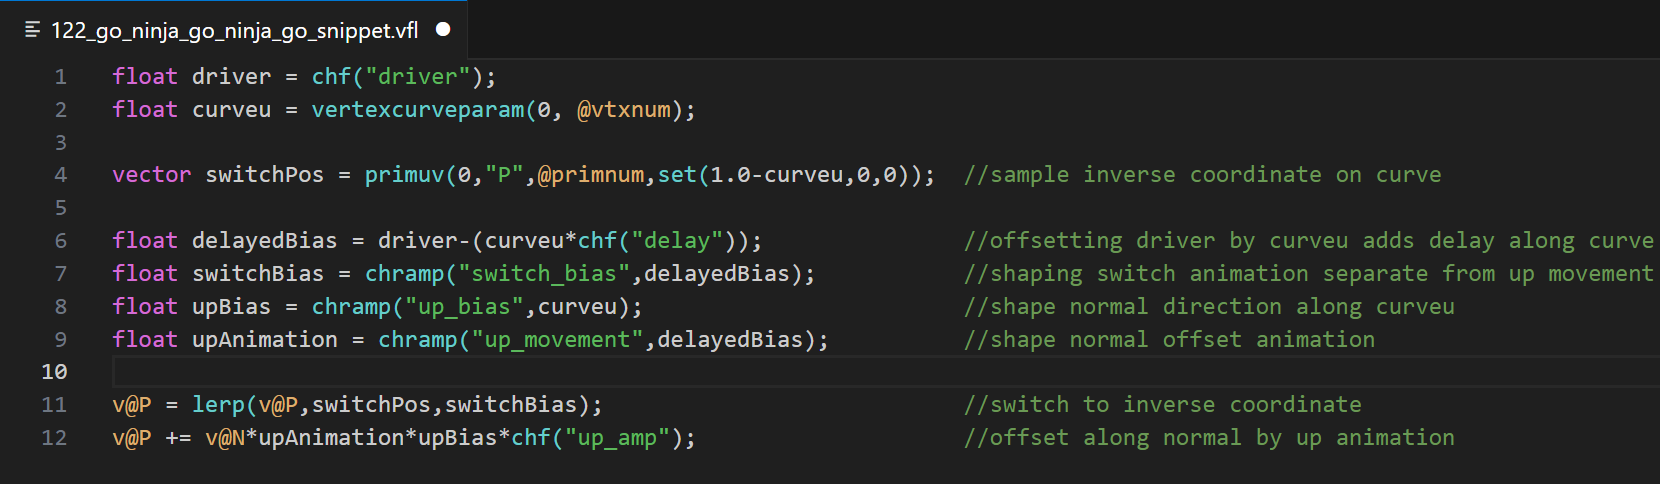 122_go_ninja_go_ninja_go_snippet.vfl
1 float driver = chf("driver");
2 float curveu = vertexcurveparam(0, @vtxnum);
3
4 vector switchPos = primuv(0,"P",@primnum,set(1.0-curveu,0,0)); //sample inverse coordinate on curve
5
6 float delayedBias = driver-(curveu*chf("delay")); //offsetting driver by curveu adds delay along curve
7 float switchBias = chramp("switch_bias",delayedBias); //shaping switch animation separate from up movement
8 float upBias = chramp("up_bias",curveu); //shape normal direction along curveu
9 float upAnimation = chramp("up_movement",delayedBias); //shape normal offset animation
10
11 v@P = lerp(v@P,switchPos,switchBias); //switch to inverse coordinate
12 v@P += v@N*upAnimation*upBias*chf("up_amp"); //offset along normal by up animation